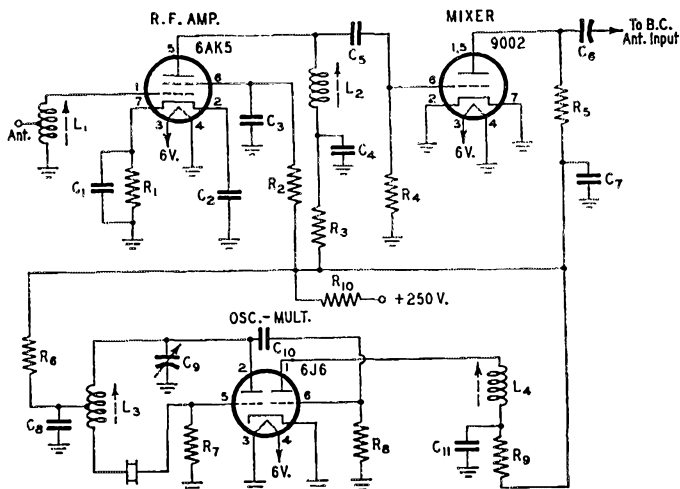 R.F. AMP.
6AK5
MIXER
9002
To B.C.
Ant. Input
5
1,5
C5
C6
1
6
7
2
6
2
7
L1
L2
R5
Ant.
3
4
C3
3
4
6V.
C4
6V.
C1
R1
C2
R2
R4
C7
R3
R10
+250 V.
OSC.-MULT.
R6
C9
C10
2
1
6J6
L3
L4
5
6
C8
3
4
R7
R8
C11
R9
6V.